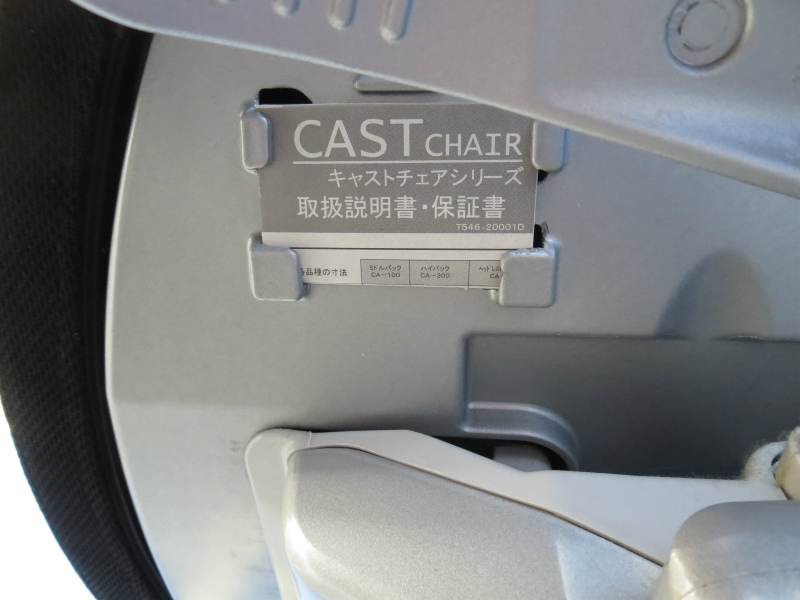 CAST CHAIR
キャストチェアシリーズ
取扱説明書・保証書
T546-20001D
品種の寸法 ミドルバック ハイバック
CA-100 CA-300 CA-